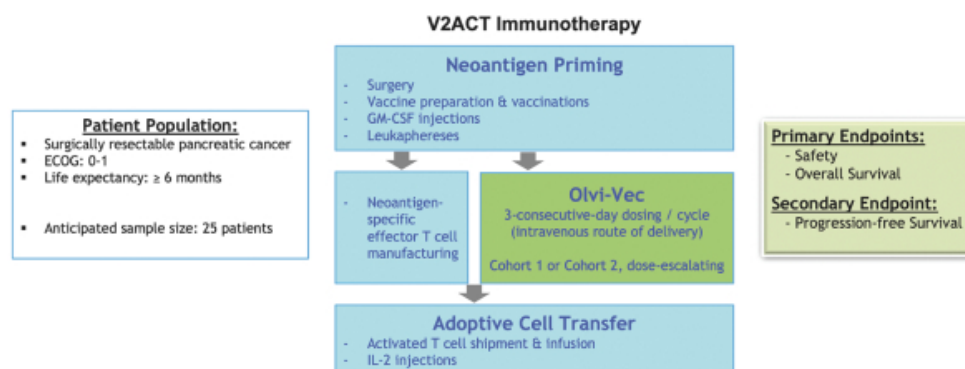 V2ACT Immunotherapy
Neoantigen Priming
- Surgery
- Vaccine preparation & vaccinations
- GM-CSF injections
- Leukaphereses
Patient Population:
▪ Surgically resectable pancreatic cancer
▪ ECOG: 0-1
▪ Life expectancy: ≥ 6 months
▪ Anticipated sample size: 25 patients
- Neoantigen-
specific
effector T cell
manufacturing
Olvi-Vec
3-consecutive-day dosing / cycle
(intravenous route of delivery)
Cohort 1 or Cohort 2, dose-escalating
Adoptive Cell Transfer
- Activated T cell shipment & infusion
- IL-2 injections
Primary Endpoints:
- Safety
- Overall Survival
Secondary Endpoint:
- Progression-free Survival